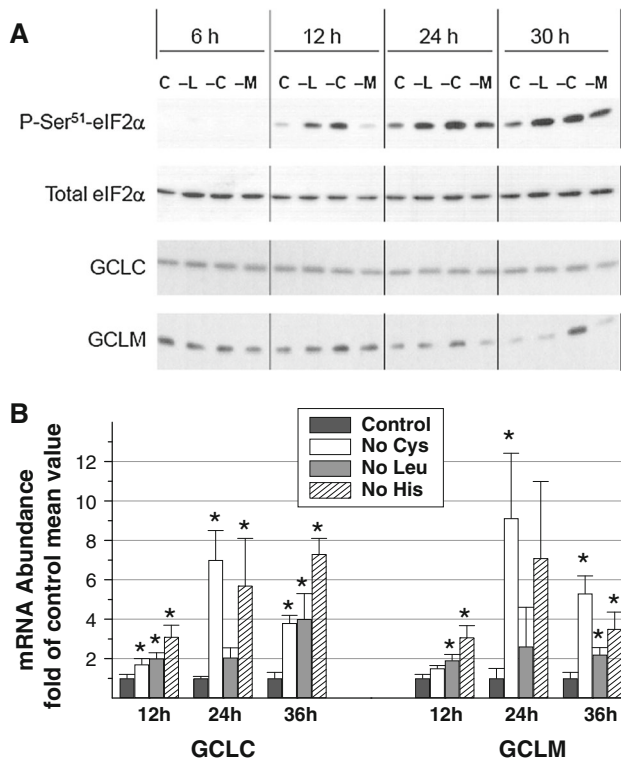 A
6 h 12 h 24 h 30 h
C –L –C –M C –L –C –M C –L –C –M C –L –C –M
P-Ser⁵¹-eIF2α
Total eIF2α
GCLC
GCLM
B
Control
No Cys
No Leu
No His
mRNA Abundance
fold of control mean value
12
10
8
6
4
2
* * * * * * * * * * * * * * *
12h 24h 36h 12h 24h 36h
GCLC GCLM